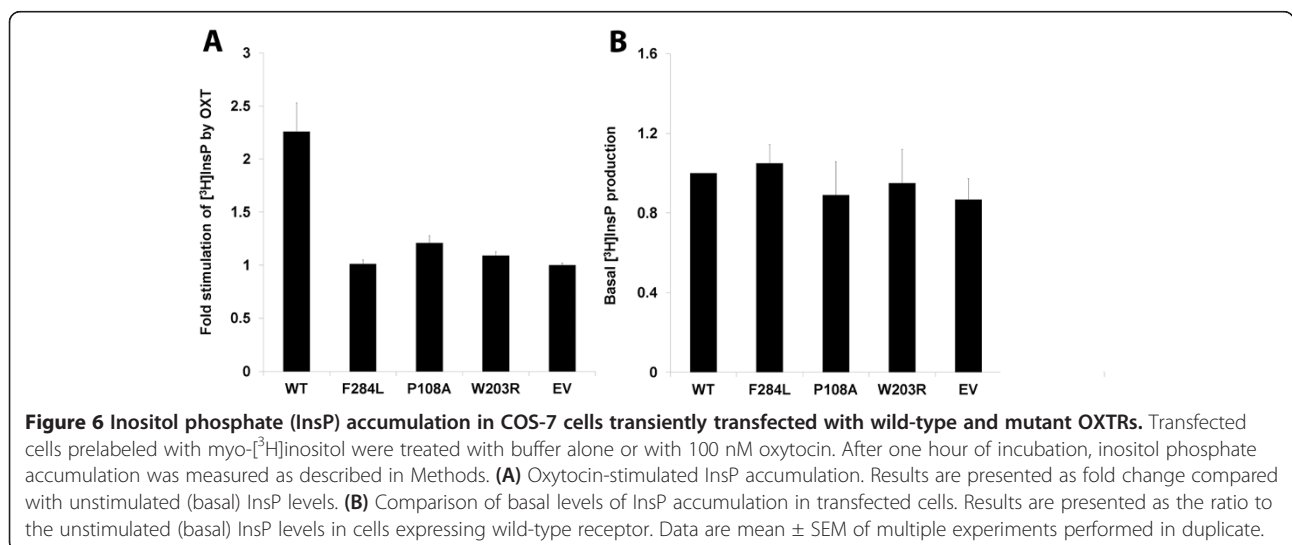 A
B
Fold stimulation of [³H]InsP by OXT
3
2.5
2
1.5
1
0.5
0
WT F284L P108A W203R EV
Basal [³H]InsP production
1.6
1.2
0.8
0.4
0
WT F284L P108A W203R EV
Figure 6 Inositol phosphate (InsP) accumulation in COS-7 cells transiently transfected with wild-type and mutant OXTRs. Transfected
cells prelabeled with myo-[³H]inositol were treated with buffer alone or with 100 nM oxytocin. After one hour of incubation, inositol phosphate
accumulation was measured as described in Methods. (A) Oxytocin-stimulated InsP accumulation. Results are presented as fold change compared
with unstimulated (basal) InsP levels. (B) Comparison of basal levels of InsP accumulation in transfected cells. Results are presented as the ratio to
the unstimulated (basal) InsP levels in cells expressing wild-type receptor. Data are mean ± SEM of multiple experiments performed in duplicate.